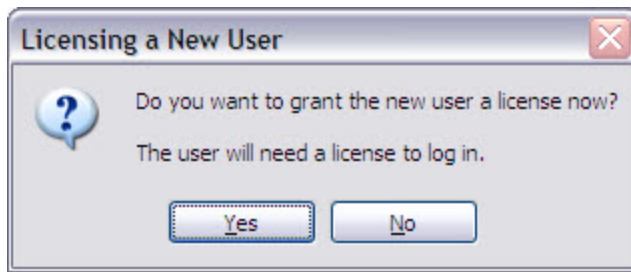 Licensing a New User
Do you want to grant the new user a license now?
The user will need a license to log in.
Yes
No